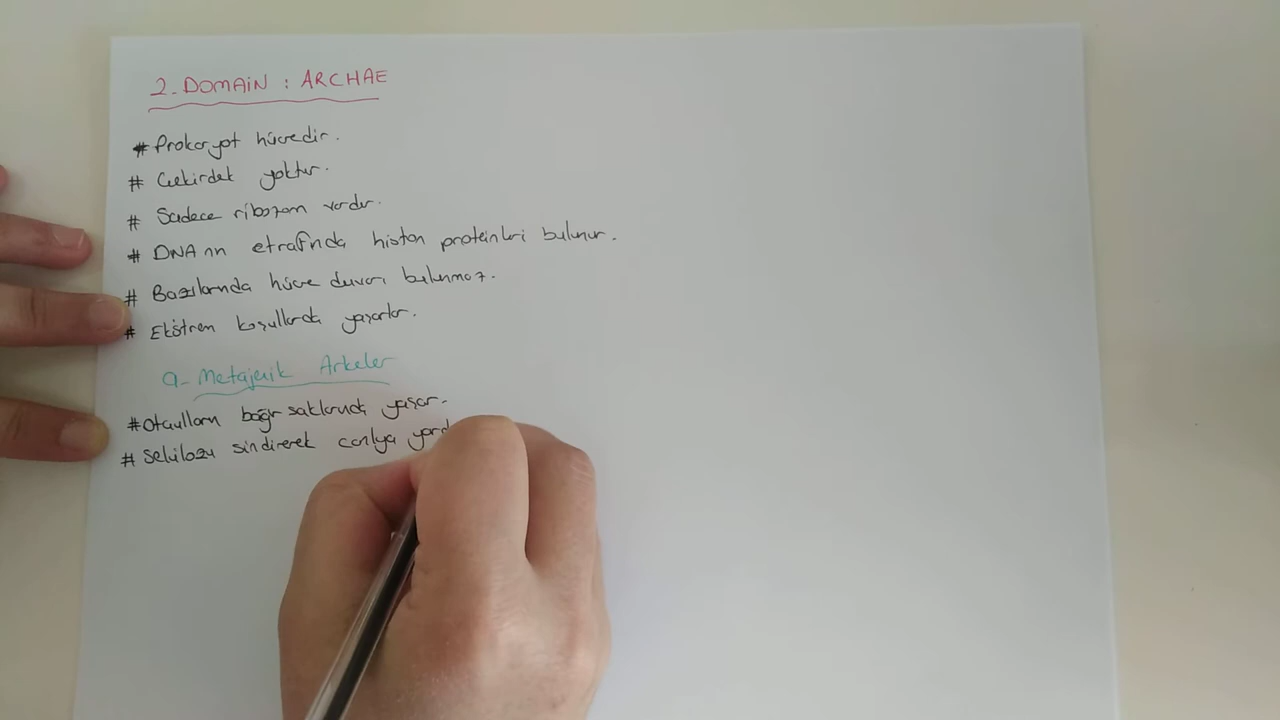 2. DOMAİN : ARCHAE
# Prokaryot hücredir.
# Çekirdek yoktur.
# Sadece ribozom vardır.
# DNA nın etrafında histon proteinleri bulunur.
# Bazılarında hücre duvarı bulunmaz.
# Ekstrem koşullarda yaşarlar.
a- Metajenik Arkeler
# Otçulların bağırsaklarında yaşar.
# Selülozu sindirerek canlıya